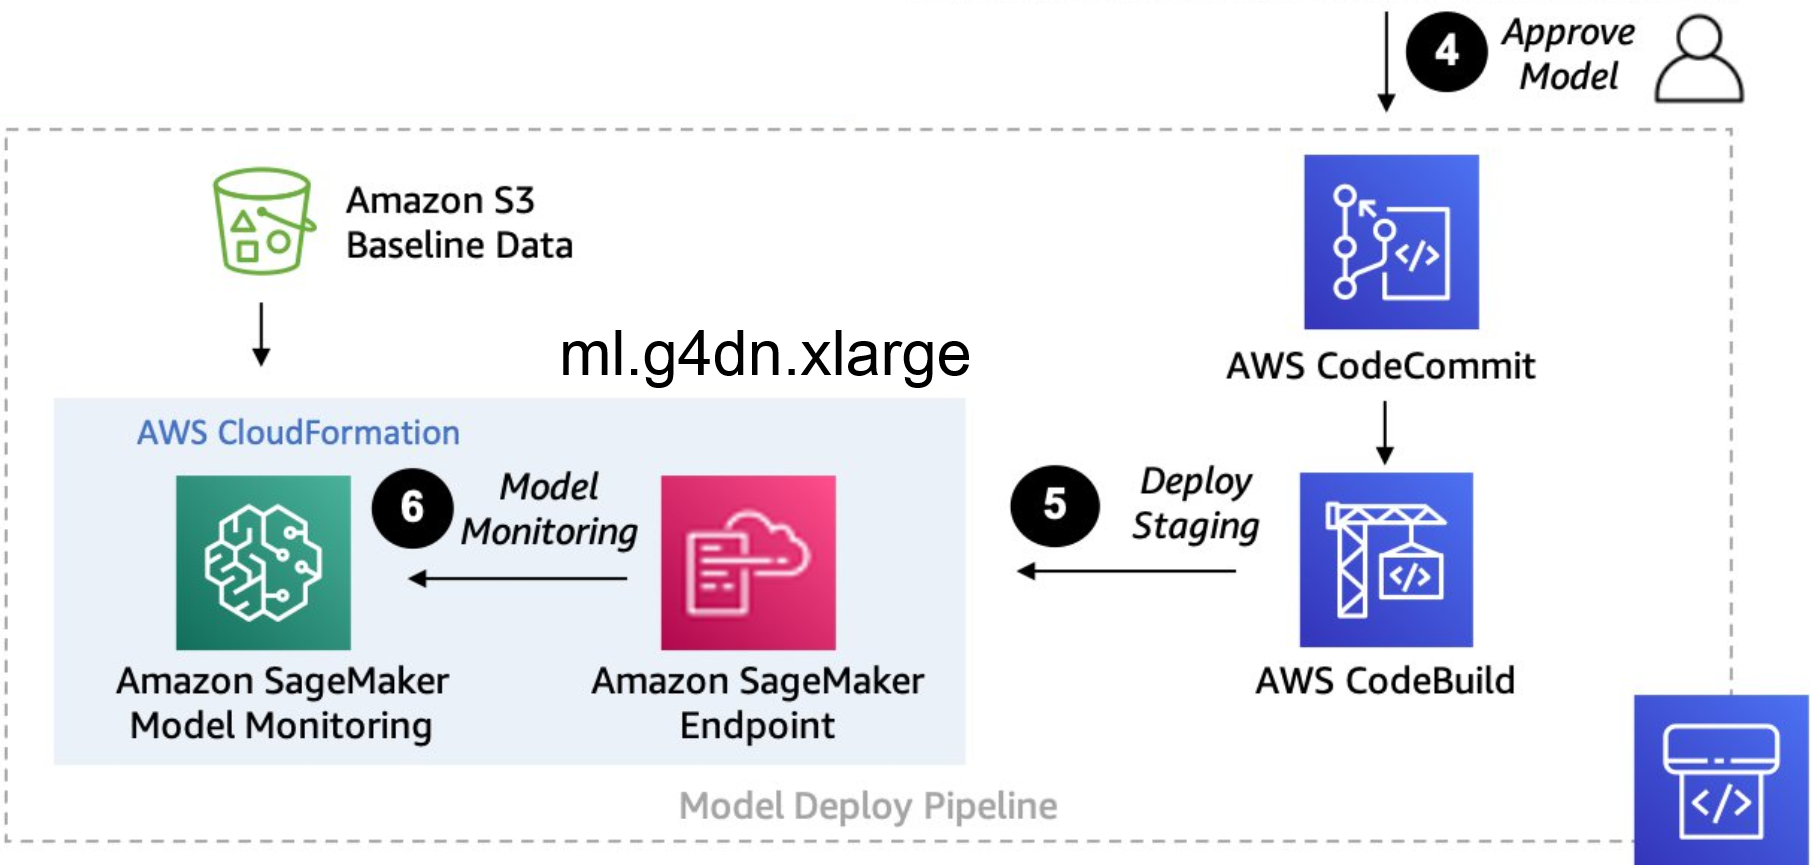 4
Approve
Model
Amazon S3
Baseline Data
</>
AWS CodeCommit
ml.g4dn.xlarge
AWS CloudFormation
6
Model
Monitoring
5
Deploy
Staging
</>
Amazon SageMaker
Model Monitoring
Amazon SageMaker
Endpoint
AWS CodeBuild
</>
Model Deploy Pipeline